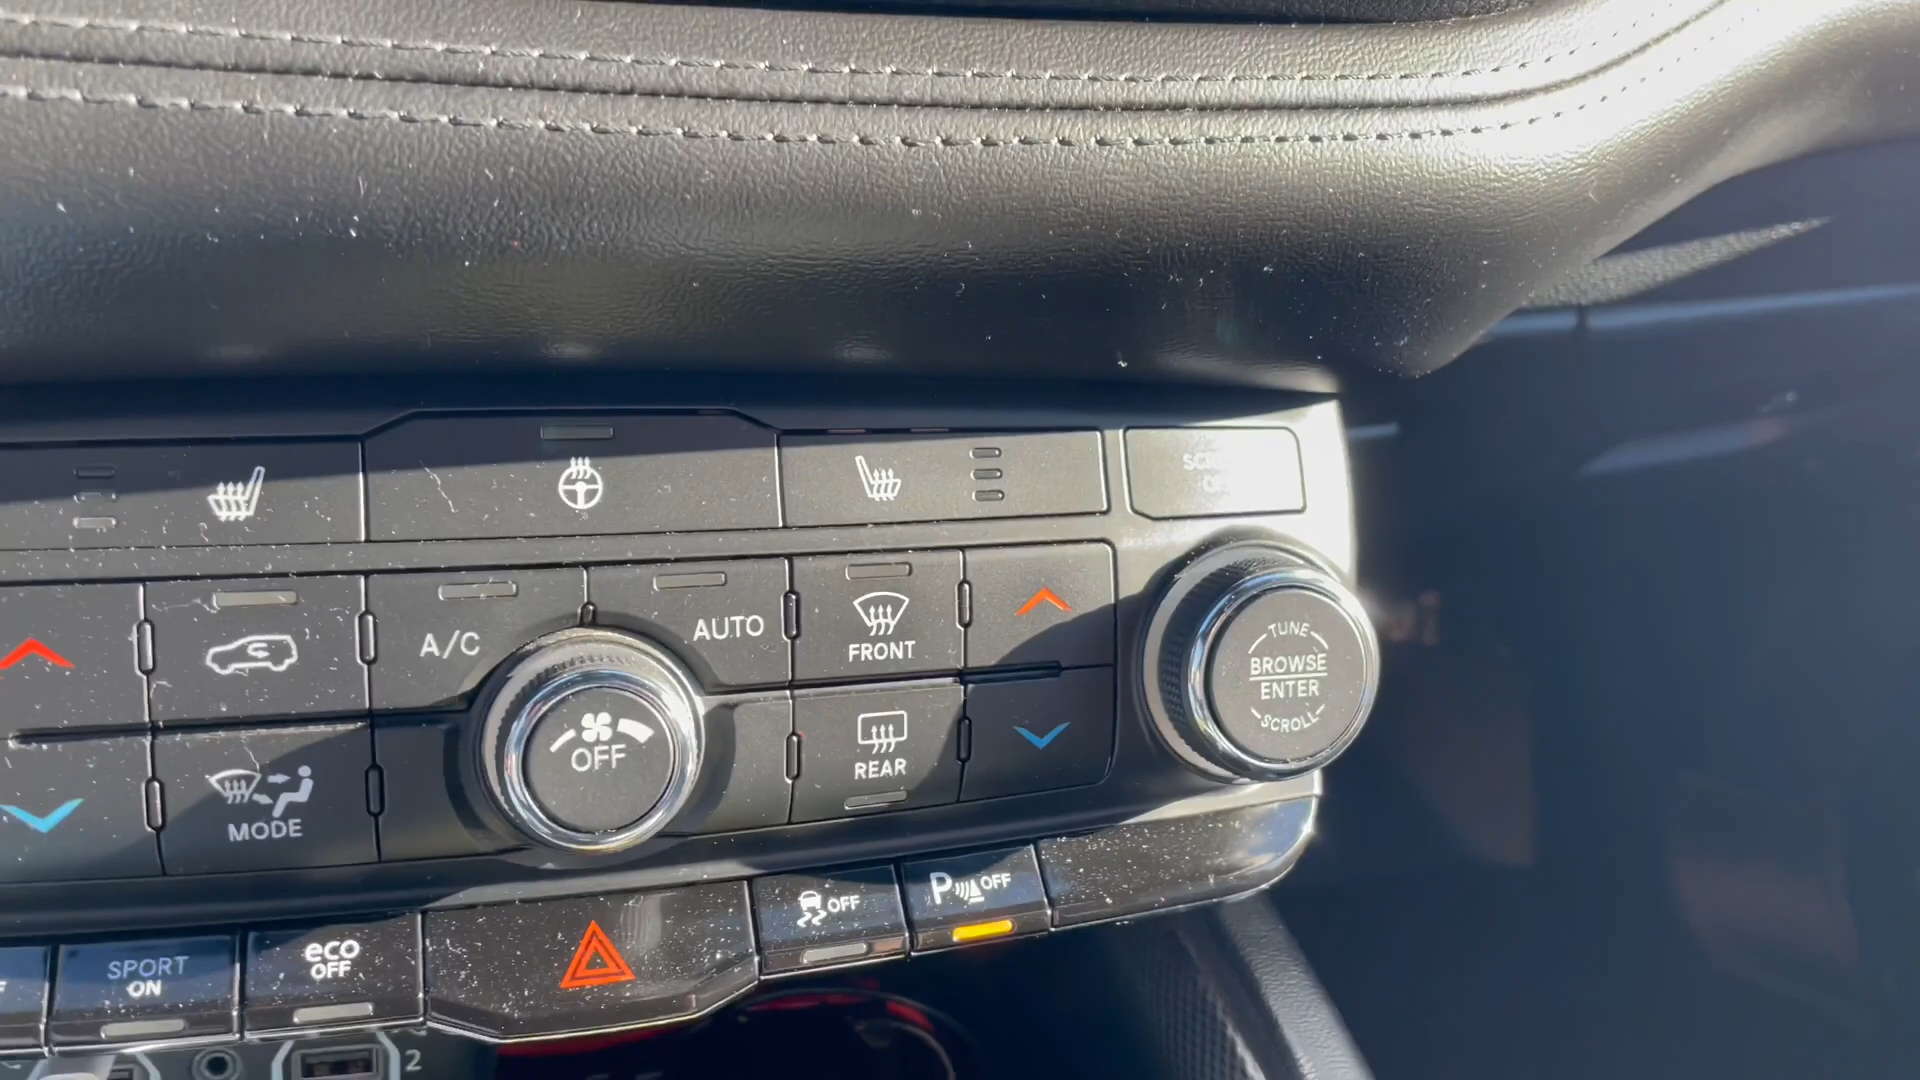 A/C
AUTO
FRONT
TUNE
BROWSE
ENTER
SCROLL
OFF
REAR
MODE
SPORT
ON
eco
OFF
OFF
P OFF
2